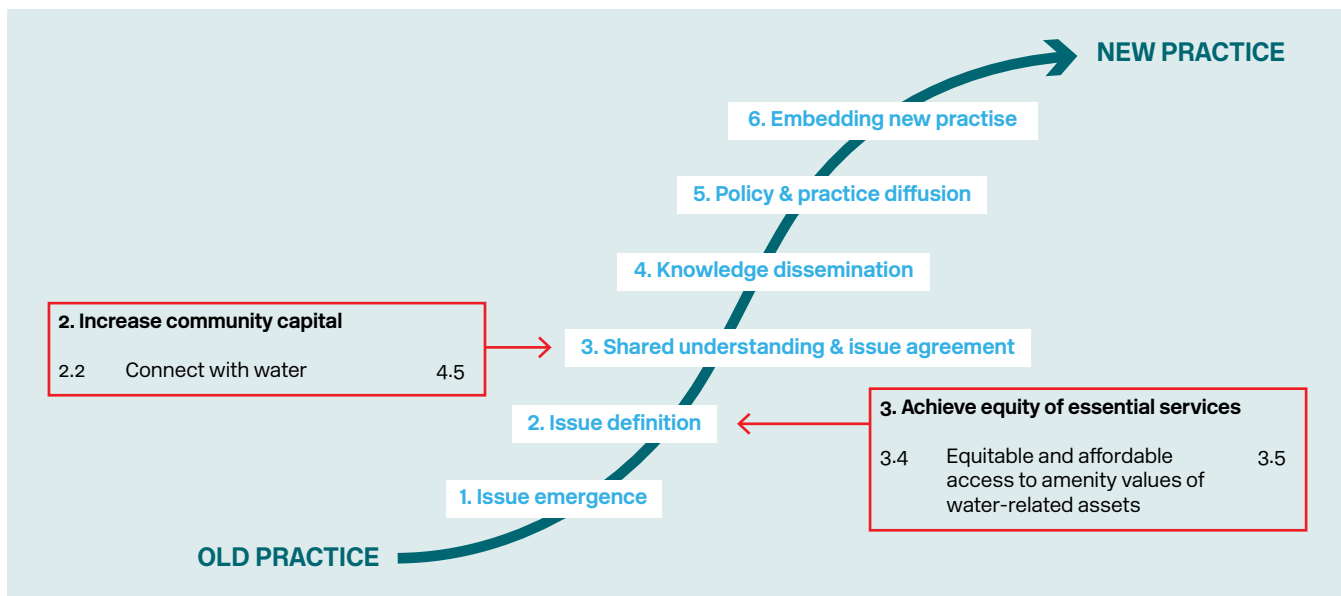 NEW PRACTICE
6. Embedding new practise
5. Policy & practice diffusion
4. Knowledge dissemination
2. Increase community capital
2.2 Connect with water 4.5
3. Shared understanding & issue agreement
3. Achieve equity of essential services
3.4 Equitable and affordable 3.5
access to amenity values of
water-related assets
2. Issue definition
1. Issue emergence
OLD PRACTICE